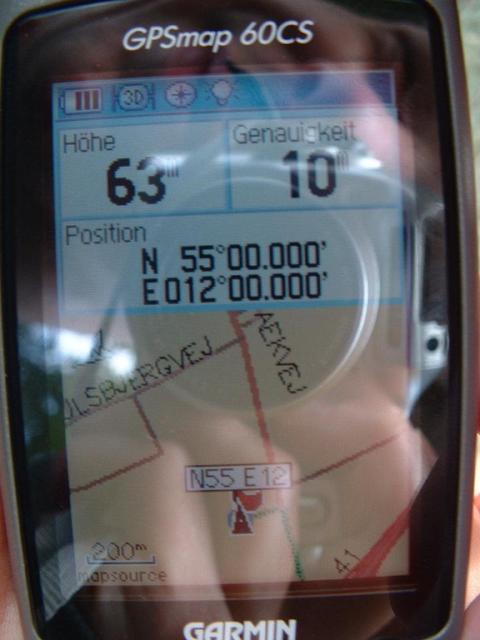 GPSmap 60CS
3D
Höhe
63m
Genauigkeit
10m
Position
N 55°00.000'
E012°00.000'
AEKVEJ
LSBJERGVEJ
N55 E12
200m
mapsource
41
GARMIN